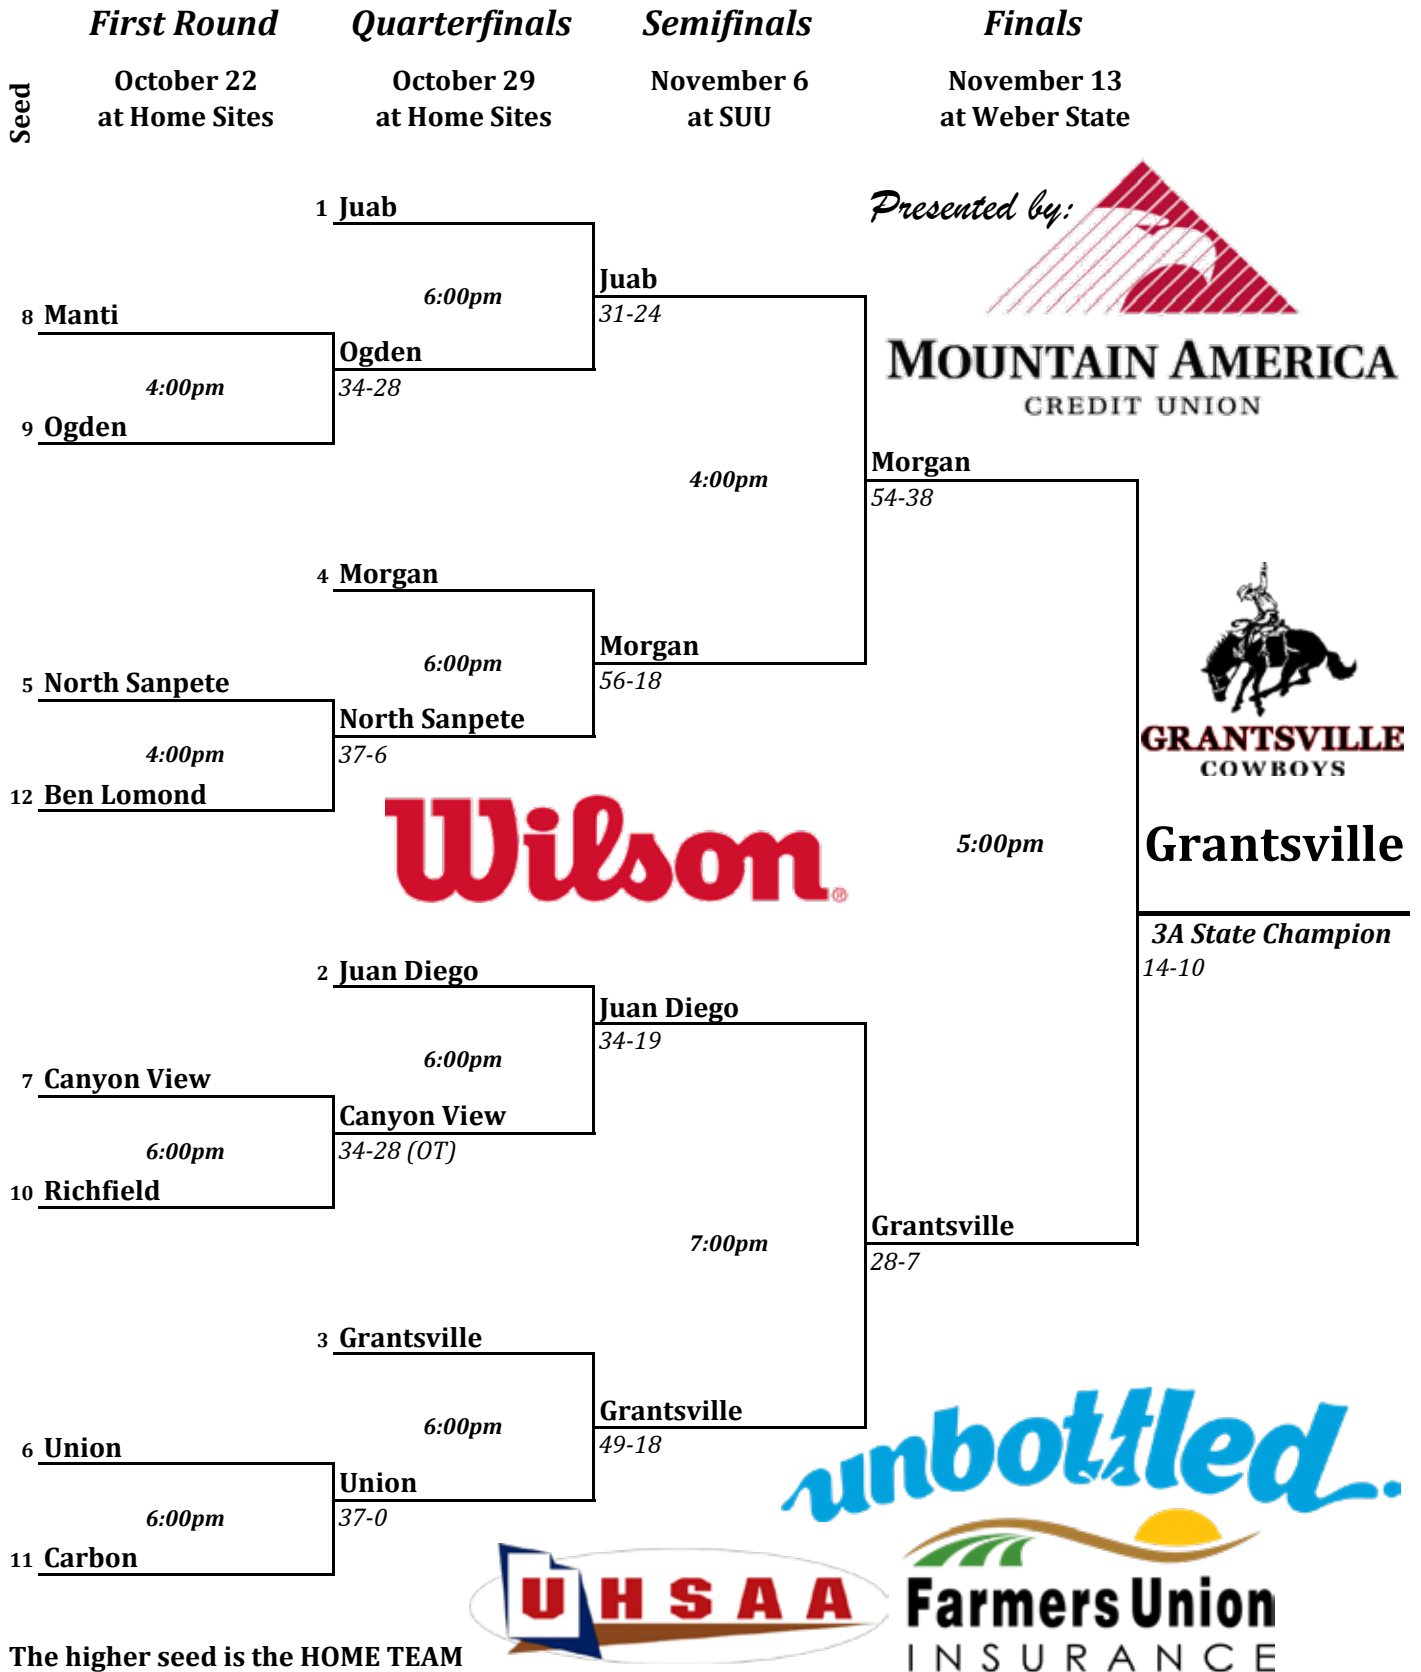 First Round Quarterfinals Semifinals Finals
Seed
October 22 October 29 November 6 November 13
at Home Sites at Home Sites at SUU at Weber State
Presented by:
MOUNTAIN AMERICA
CREDIT UNION
1 Juab
6:00pm
Juab
31-24
8 Manti
4:00pm
Ogden
34-28
9 Ogden
4:00pm
Morgan
54-38
4 Morgan
6:00pm
Morgan
56-18
5 North Sanpete
4:00pm
North Sanpete
37-6
12 Ben Lomond
Wilson®
5:00pm
GRANTSVILLE
COWBOYS
Grantsville
3A State Champion
14-10
2 Juan Diego
Juan Diego
34-19
6:00pm
7 Canyon View
Canyon View
34-28 (OT)
6:00pm
10 Richfield
7:00pm
Grantsville
28-7
3 Grantsville
6:00pm
Grantsville
49-18
6 Union
Union
37-0
6:00pm
11 Carbon
unbottled.
UHSAA
Farmers Union
INSURANCE
The higher seed is the HOME TEAM